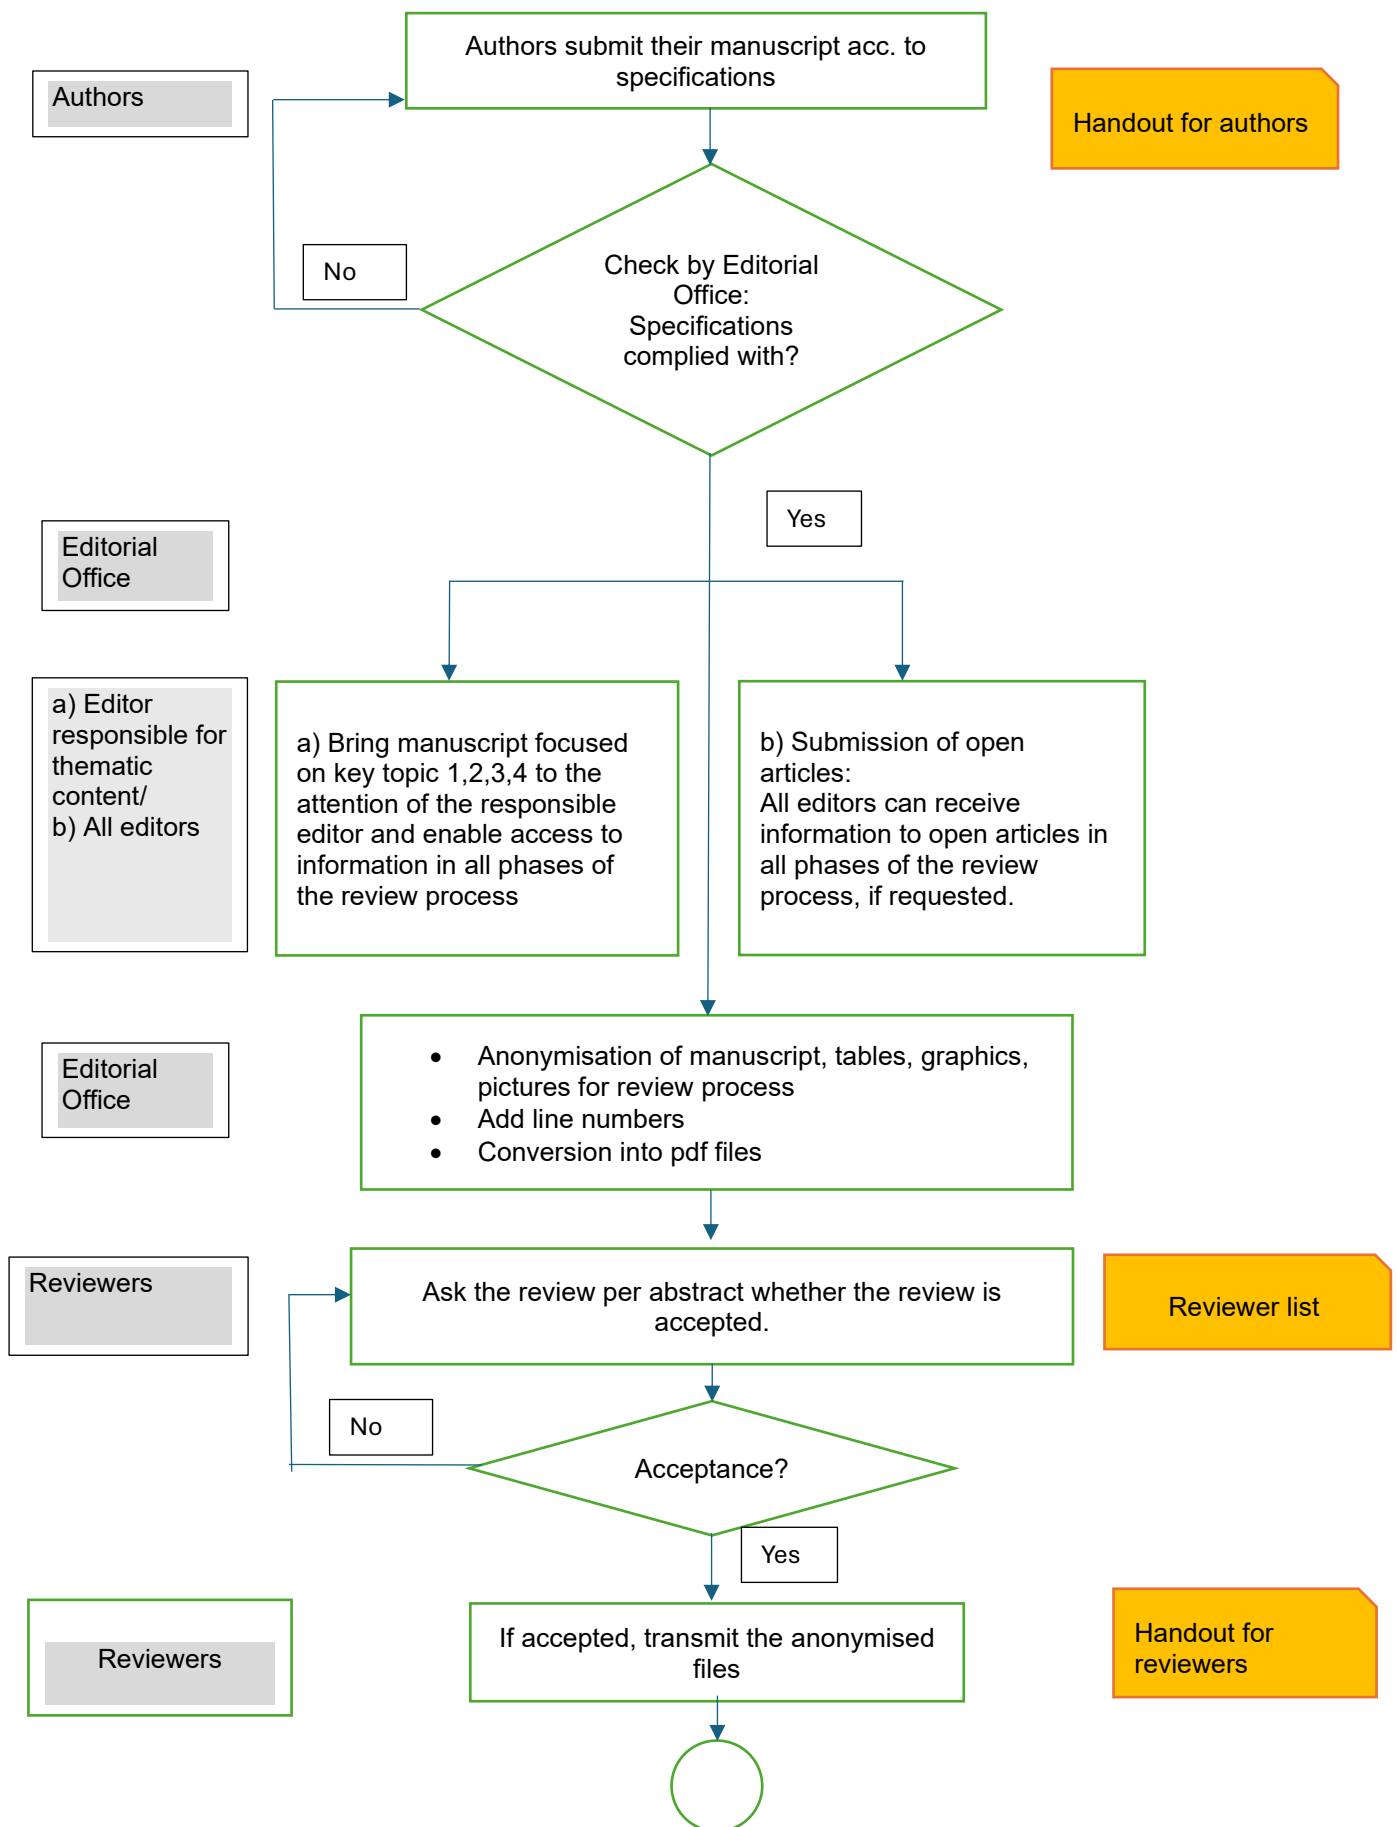 Authors submit their manuscript acc. to
specifications
Authors
Handout for authors
No
Check by Editorial
Office:
Specifications
complied with?
Yes
Editorial
Office
a) Editor
responsible for
thematic
content/
b) All editors
a) Bring manuscript focused
on key topic 1,2,3,4 to the
attention of the responsible
editor and enable access to
information in all phases of
the review process
b) Submission of open
articles:
All editors can receive
information to open articles in
all phases of the review
process, if requested.
Editorial
Office
• Anonymisation of manuscript, tables, graphics,
pictures for review process
• Add line numbers
• Conversion into pdf files
Reviewers
Ask the review per abstract whether the review is
accepted.
Reviewer list
No
Acceptance?
Yes
Reviewers
If accepted, transmit the anonymised
files
Handout for
reviewers